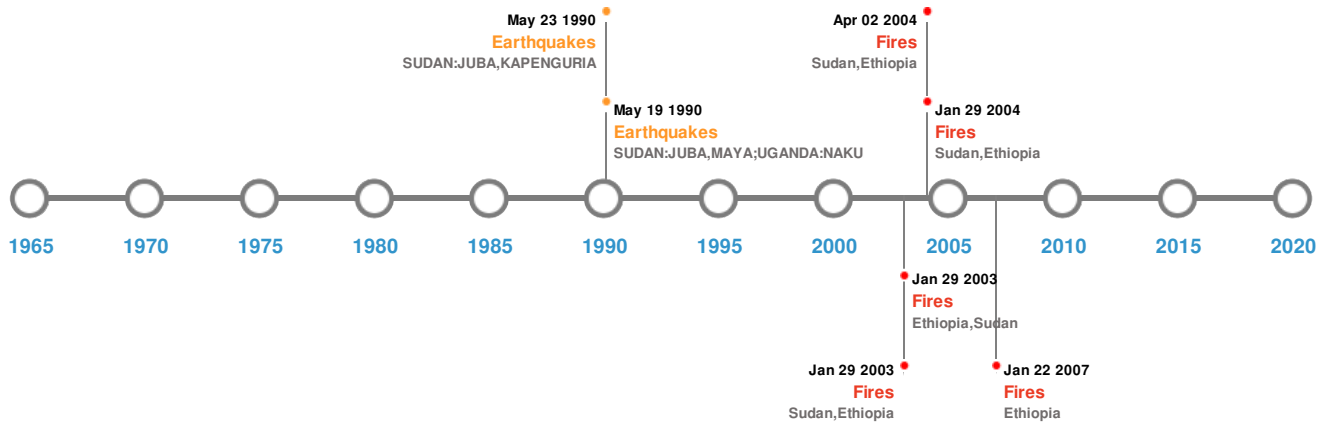 May 23 1990
Earthquakes
SUDAN:JUBA,KAPENGURIA
May 19 1990
Earthquakes
SUDAN:JUBA,MAYA;UGANDA:NAKU
Apr 02 2004
Fires
Sudan,Ethiopia
Jan 29 2004
Fires
Sudan,Ethiopia
1965 1970 1975 1980 1985 1990 1995 2000 2005 2010 2015 2020
Jan 29 2003
Fires
Ethiopia,Sudan
Jan 29 2003
Fires
Sudan,Ethiopia
Jan 22 2007
Fires
Ethiopia